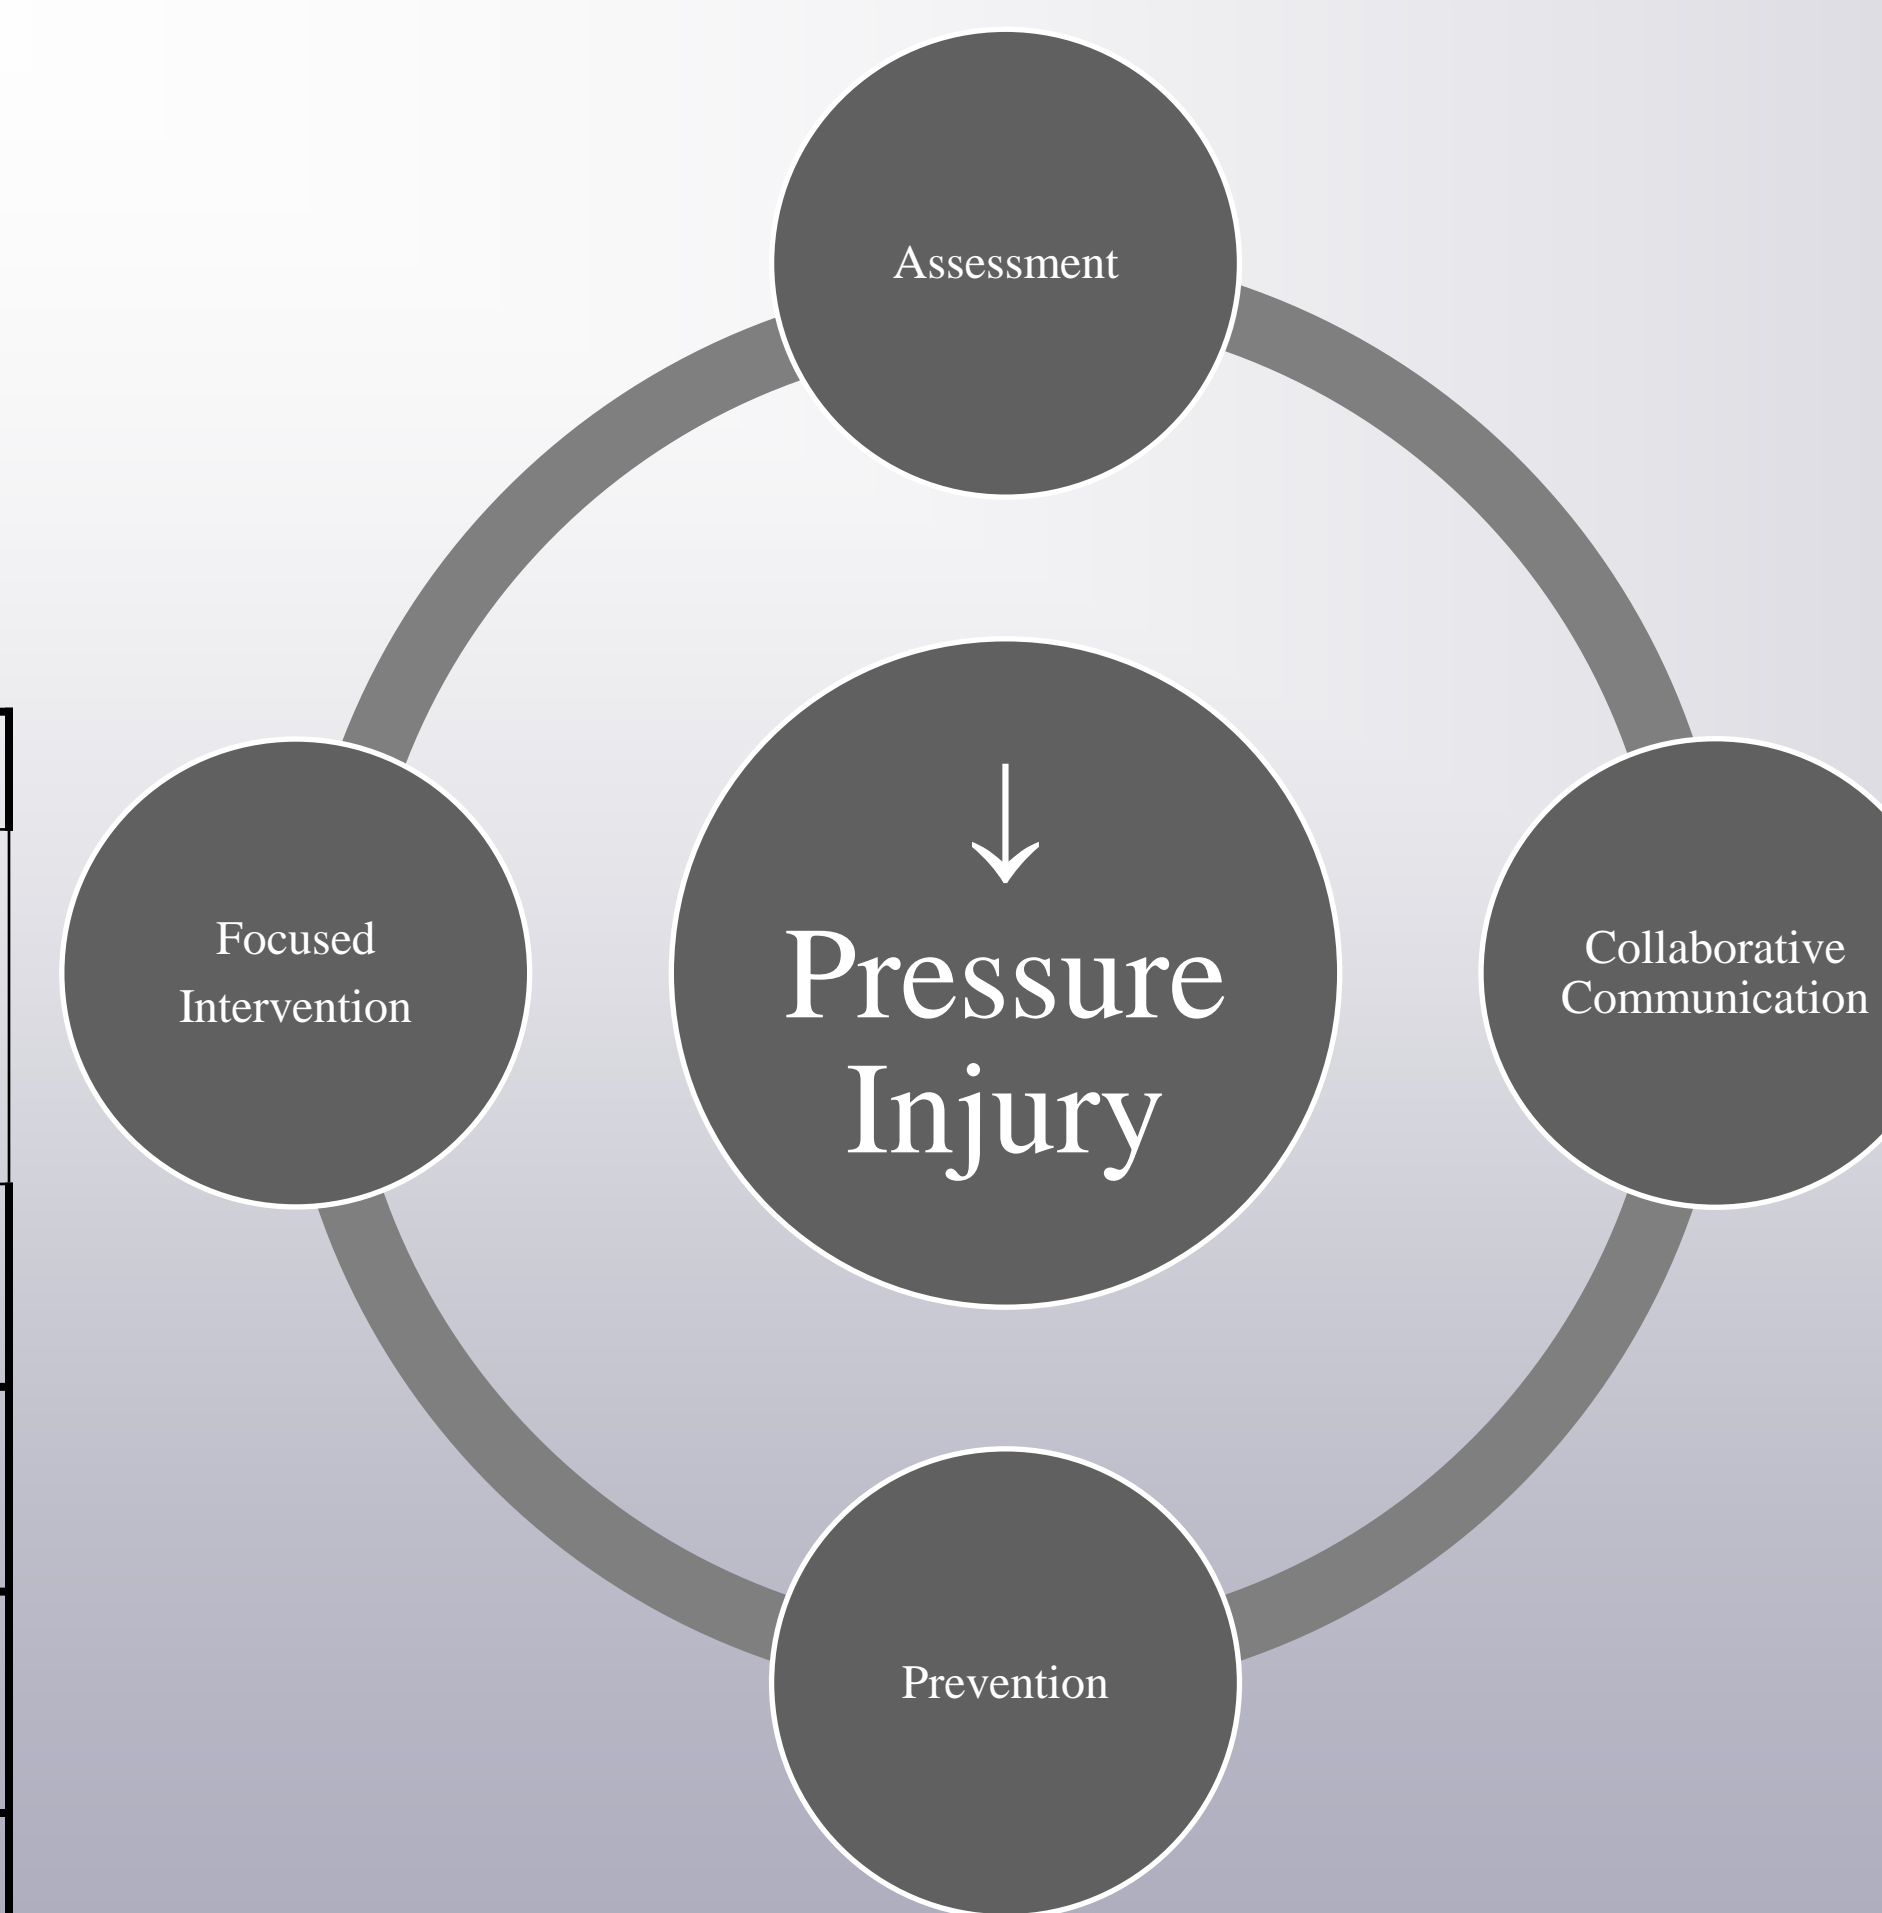 Assessment
Focused
Intervention
↓
Pressure
Injury
Collaborative
Communication
Prevention